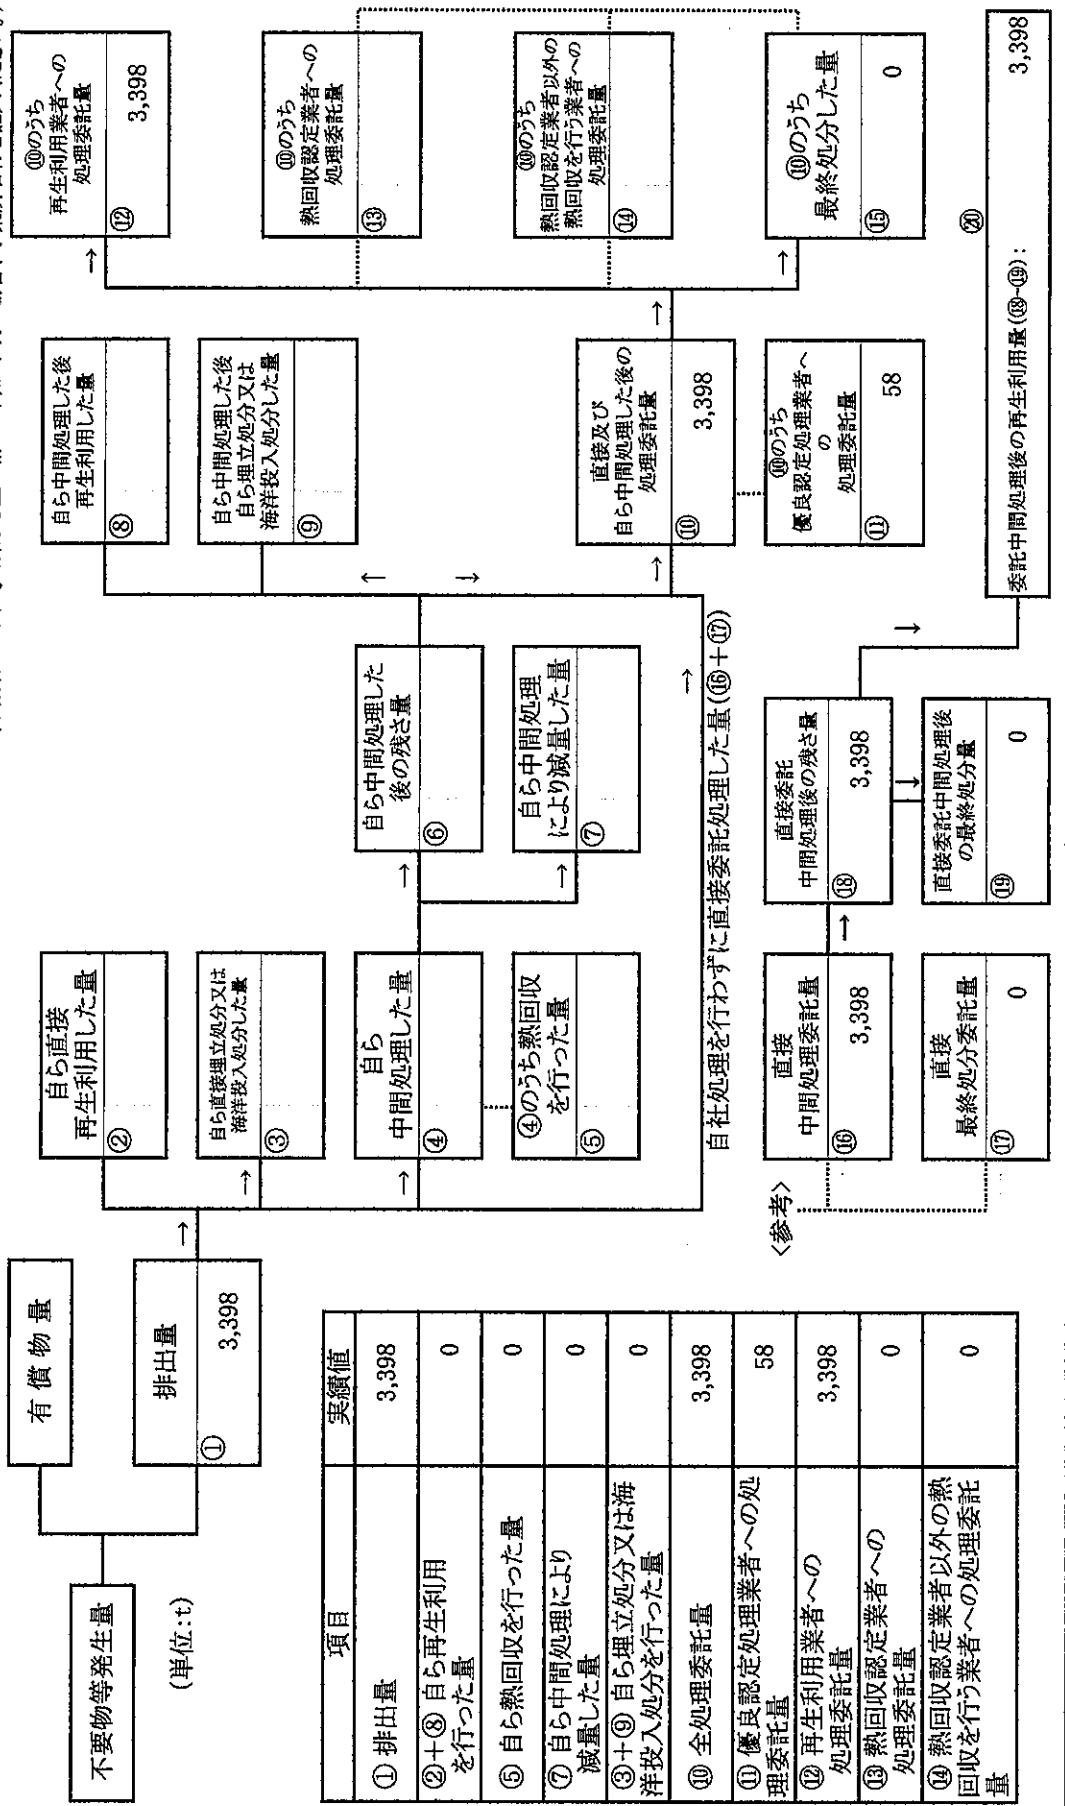 不要物等発生量
(単位:t)
有償物量
排出量
① 3,398
自ら直接
再生利用した量
②
自ら直接埋立処分又は
海洋投入処分した量
③
自ら
中間処理した量
④
④のうち熱回収
を行った量
⑤
自ら中間処理した
後の残さ量
⑥
自ら中間処理
により減量した量
⑦
自ら中間処理した後
再生利用した量
⑧
自ら中間処理した後
自ら埋立処分又は
海洋投入処分した量
⑨
直接及び
自ら中間処理した後の
処理委託量
⑩ 3,398
⑩のうち
優良認定処理業者へ
の
処理委託量
⑪ 58
⑩のうち
再生利用業者への
処理委託量
⑫ 3,398
⑩のうち
熱回収認定業者への
処理委託量
⑬
⑩のうち
熱回収認定業者以外の
熱回収を行う業者への
処理委託量
⑭
⑩のうち
最終処分した量
⑮ 0
自社処理を行わずに直接委託処理した量(⑯+⑰)
<参考>
直接
中間処理委託量
⑯ 3,398
直接
最終処分委託量
⑰ 0
直接委託
中間処理後の残さ量
⑱ 3,398
直接委託中間処理後
の最終処分量
⑲ 0
⑳
委託中間処理後の再生利用量(⑱-⑲): 3,398
項目 実績値
① 排出量 3,398
②+⑧ 自ら再生利用
を行った量 0
⑤ 自ら熱回収を行った量 0
⑦ 自ら中間処理により
減量した量 0
③+⑨ 自ら埋立処分又は海
洋投入処分を行った量 0
⑩ 全処理委託量 3,398
⑪ 優良認定処理業者への処
理委託量 58
⑫ 再生利用業者への
処理委託量 3,398
⑬ 熱回収認定業者への
処理委託量 0
⑭ 熱回収認定業者以外の熱
回収を行う業者への処理委託
量 0